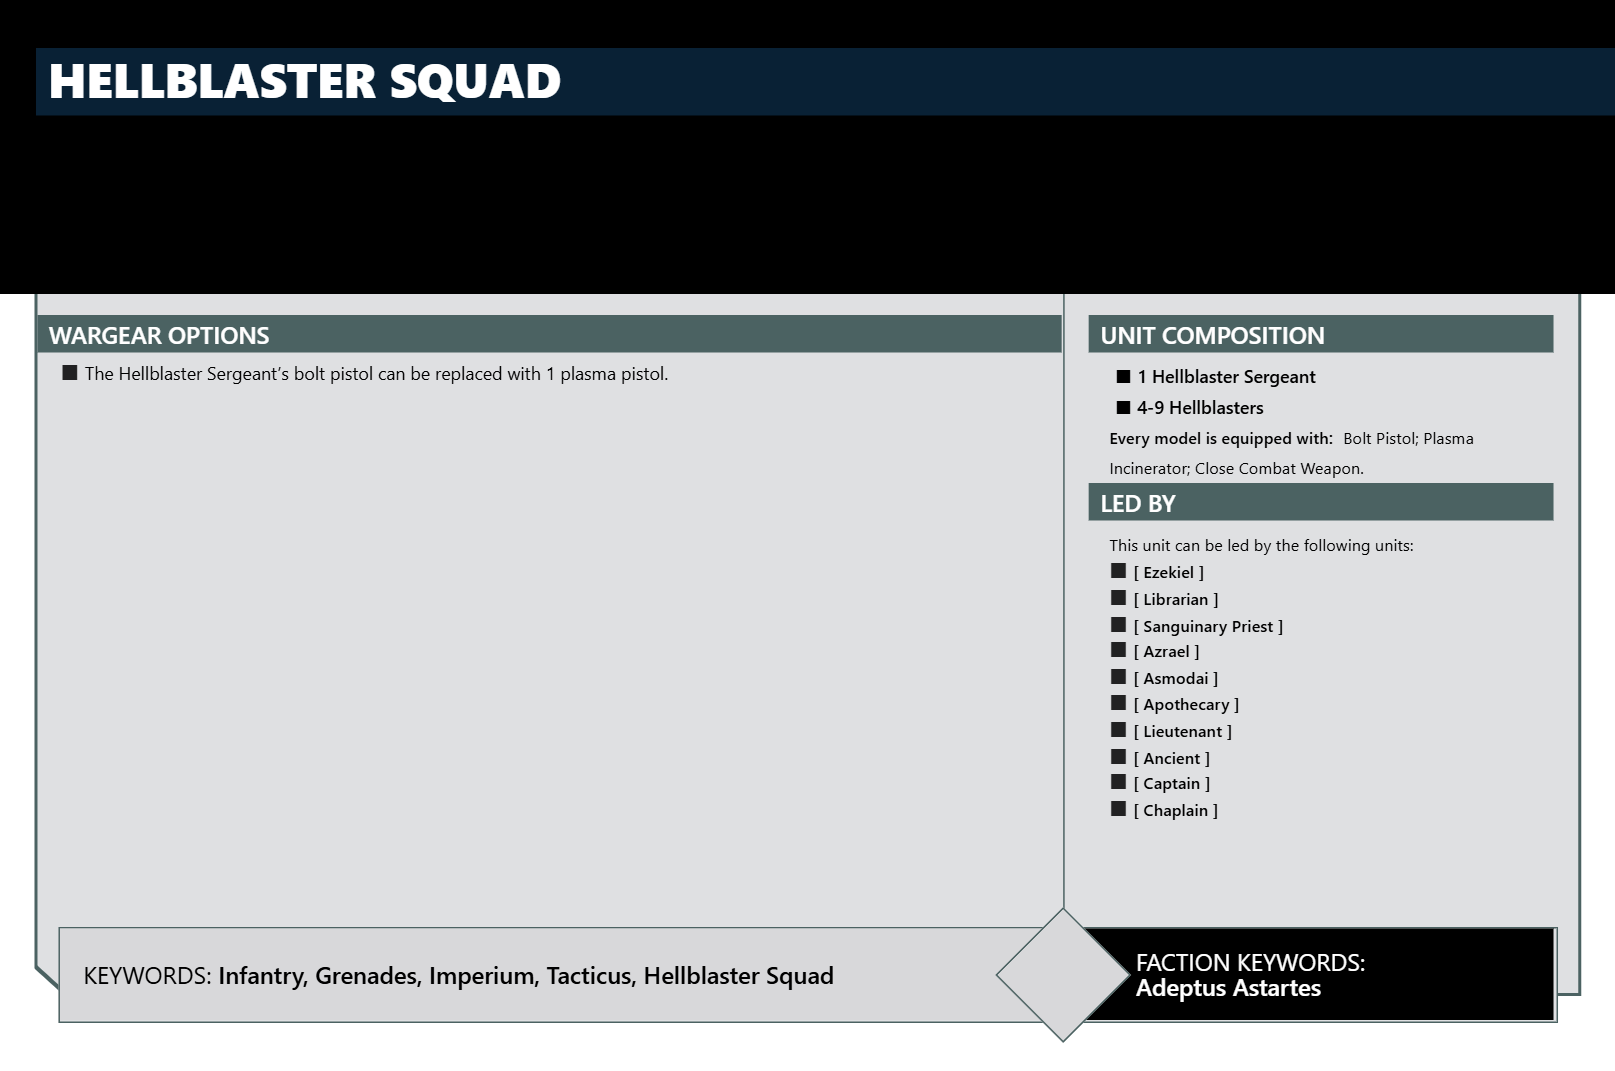 HELLBLASTER SQUAD
WARGEAR OPTIONS
■ The Hellblaster Sergeant’s bolt pistol can be replaced with 1 plasma pistol.
UNIT COMPOSITION
■ 1 Hellblaster Sergeant
■ 4-9 Hellblasters
Every model is equipped with: Bolt Pistol; Plasma
Incinerator; Close Combat Weapon.
LED BY
This unit can be led by the following units:
■ [ Ezekiel ]
■ [ Librarian ]
■ [ Sanguinary Priest ]
■ [ Azrael ]
■ [ Asmodai ]
■ [ Apothecary ]
■ [ Lieutenant ]
■ [ Ancient ]
■ [ Captain ]
■ [ Chaplain ]
KEYWORDS: Infantry, Grenades, Imperium, Tacticus, Hellblaster Squad
FACTION KEYWORDS:
Adeptus Astartes